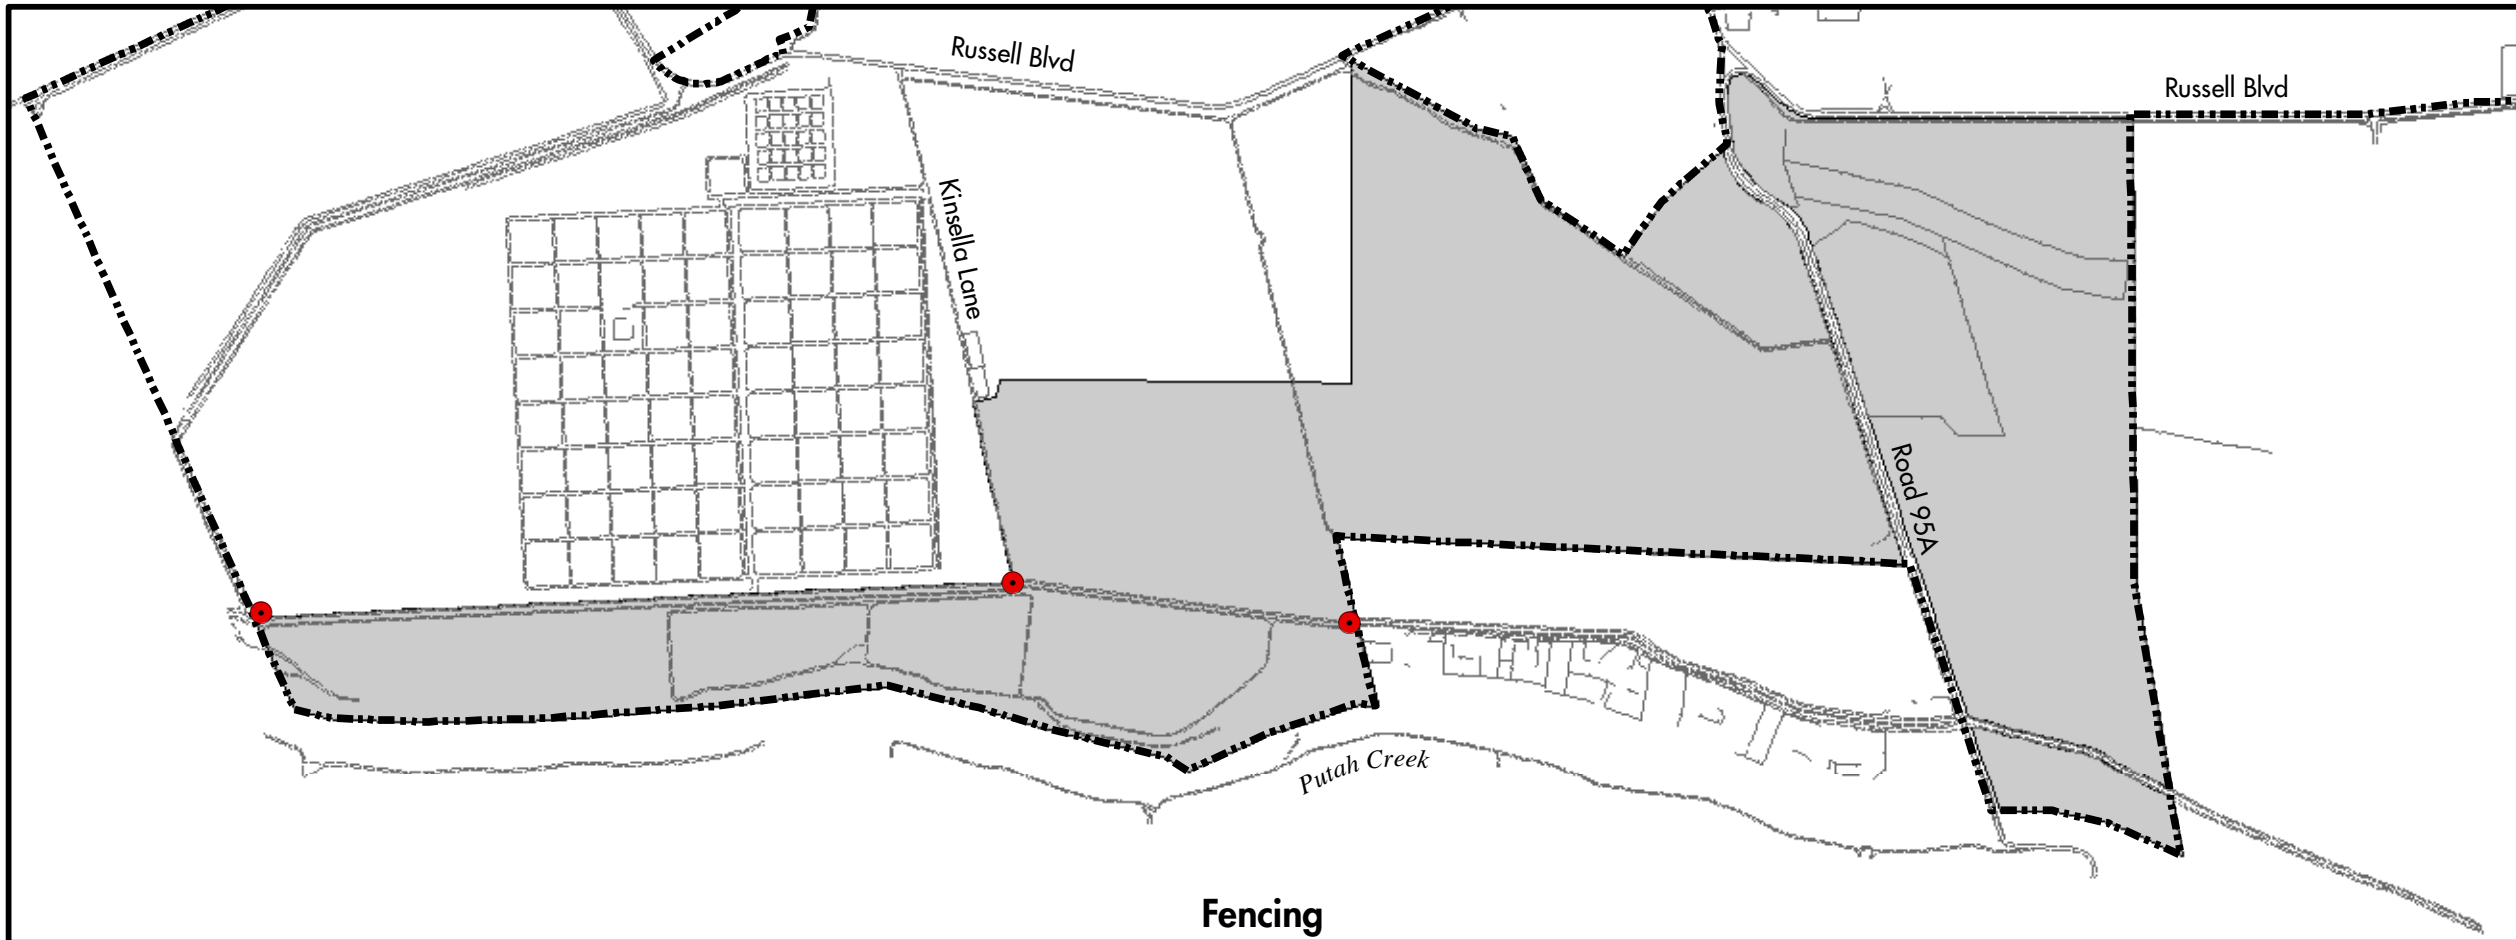 Russell Blvd
Russell Blvd
Kinsella Lane
Road 95A
Putah Creek
Fencing